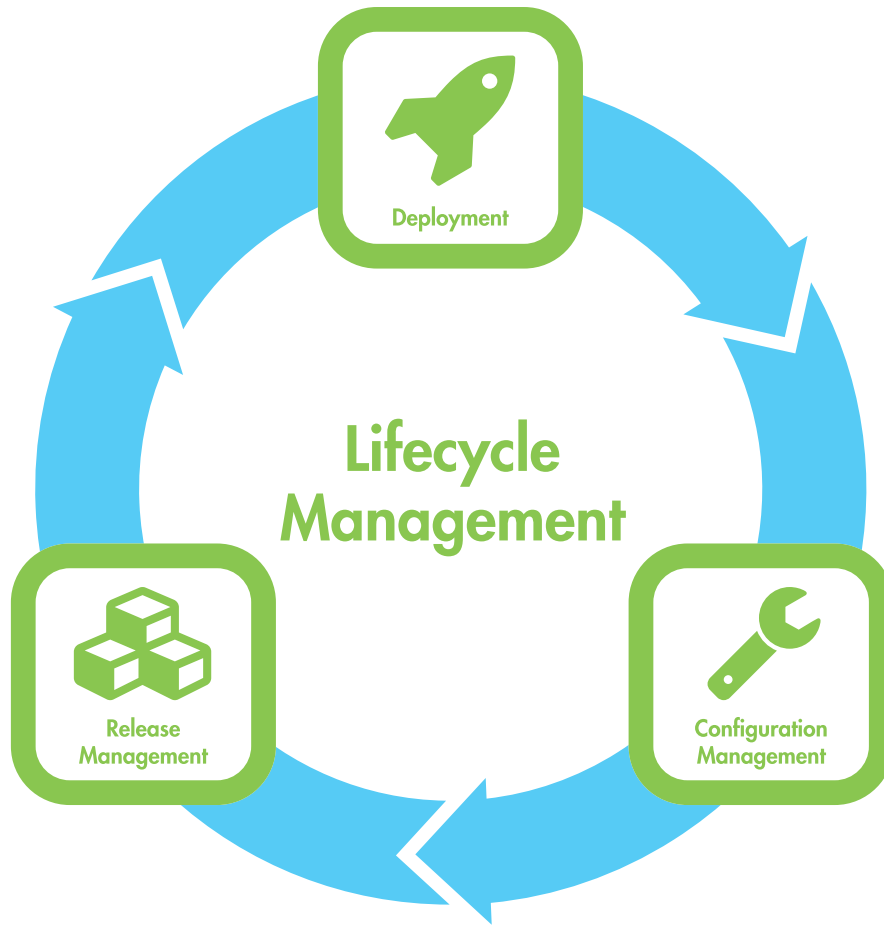 Deployment
Lifecycle
Management
Release
Management
Configuration
Management